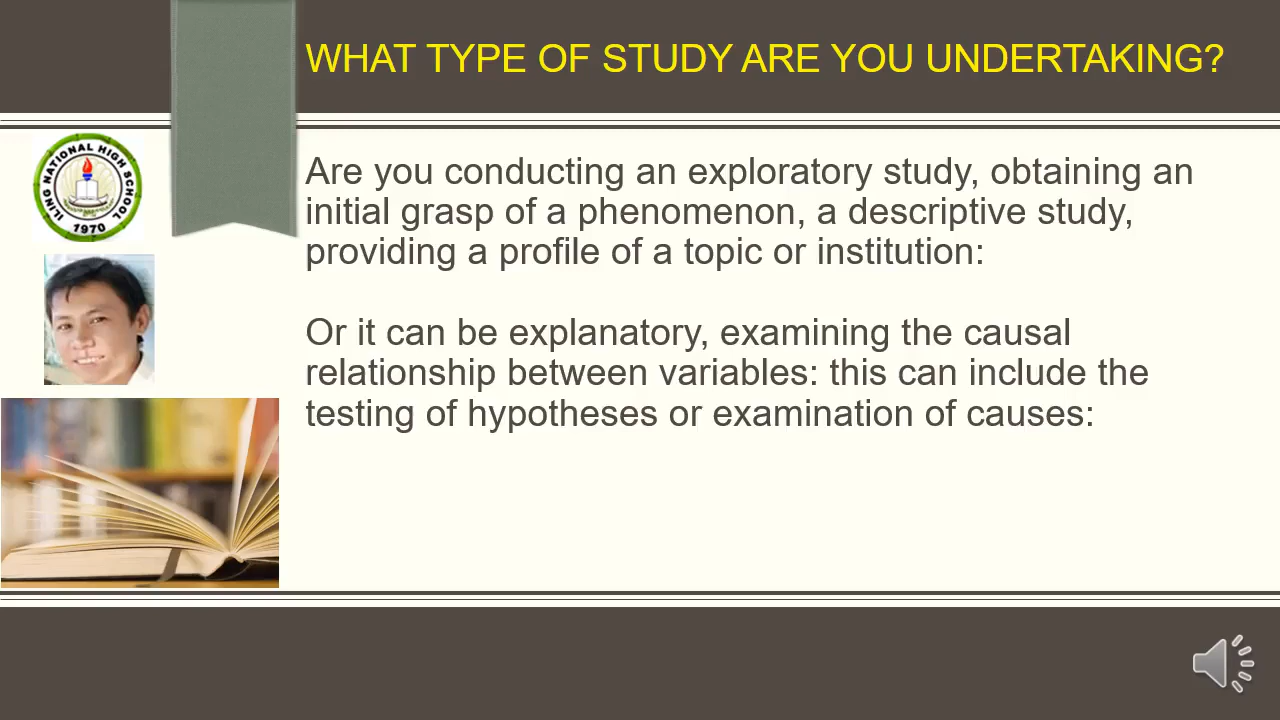 WHAT TYPE OF STUDY ARE YOU UNDERTAKING?
ILING NATIONAL HIGH SCHOOL
1970
Are you conducting an exploratory study, obtaining an
initial grasp of a phenomenon, a descriptive study,
providing a profile of a topic or institution:
Or it can be explanatory, examining the causal
relationship between variables: this can include the
testing of hypotheses or examination of causes: